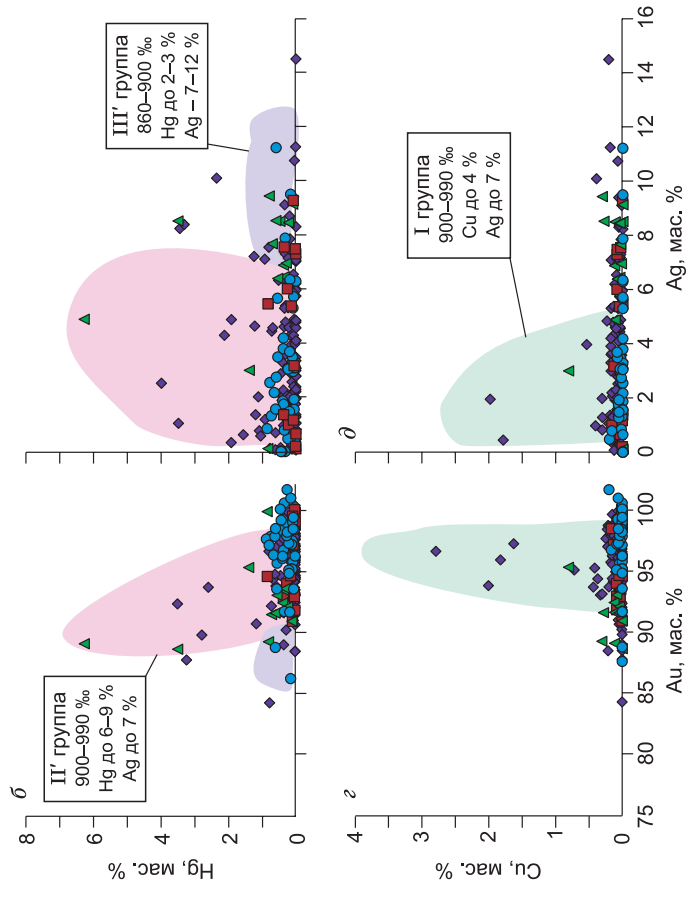 б
II′ группа
900–990 ‰
Hg до 6–9 %
Ag до 7 %
III′ группа
860–900 ‰
Hg до 2–3 %
Ag – 7–12 %
Hg, мас. %
8
6
4
2
0
г
д
I группа
900–990 ‰
Cu до 4 %
Ag до 7 %
Cu, мас. %
4
3
2
1
0
75 80 85 90 95 100
0 2 4 6 8 10 12 14 16
Au, мас. %
Ag, мас. %